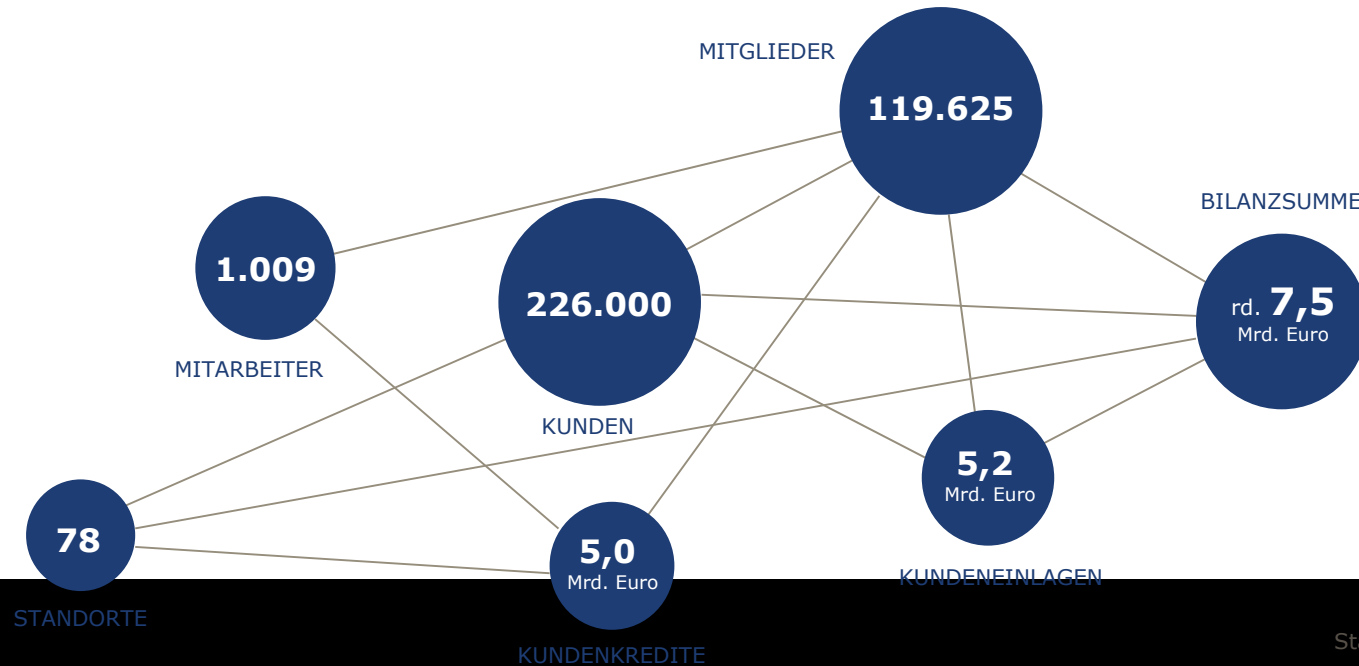 MITGLIEDER
119.625
BILANZSUMME
1.009
226.000
rd. 7,5
Mrd. Euro
MITARBEITER
KUNDEN
5,2
Mrd. Euro
78
5,0
Mrd. Euro
KUNDENEINLAGEN
STANDORTE
KUNDENKREDITE